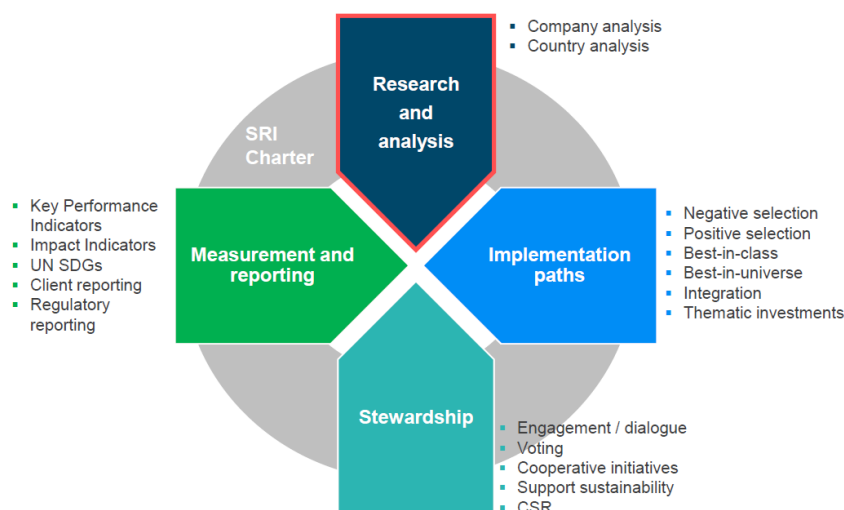 Company analysis
Country analysis
Research
and
analysis
SRI
Charter
Key Performance
Indicators
Impact Indicators
UN SDGs
Client reporting
Regulatory
reporting
Measurement and
reporting
Implementation
paths
Negative selection
Positive selection
Best-in-class
Best-in-universe
Integration
Thematic investments
Stewardship
Engagement / dialogue
Voting
Cooperative initiatives
Support sustainability
CSR